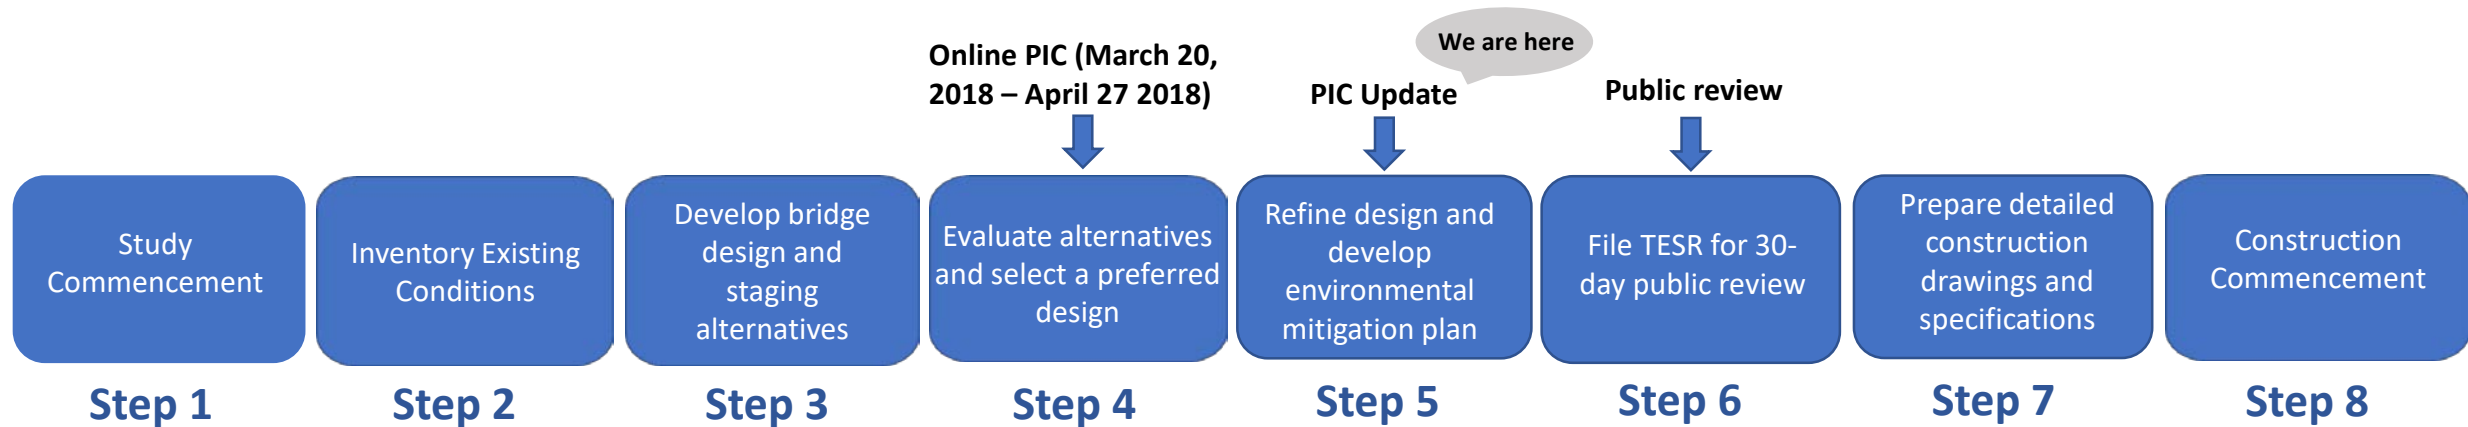 We are here
Online PIC (March 20,
2018 – April 27 2018)
PIC Update
Public review
Study
Commencement
Inventory Existing
Conditions
Develop bridge
design and
staging
alternatives
Evaluate alternatives
and select a preferred
design
Refine design and
develop
environmental
mitigation plan
File TESR for 30-
day public review
Prepare detailed
construction
drawings and
specifications
Construction
Commencement
Step 1
Step 2
Step 3
Step 4
Step 5
Step 6
Step 7
Step 8